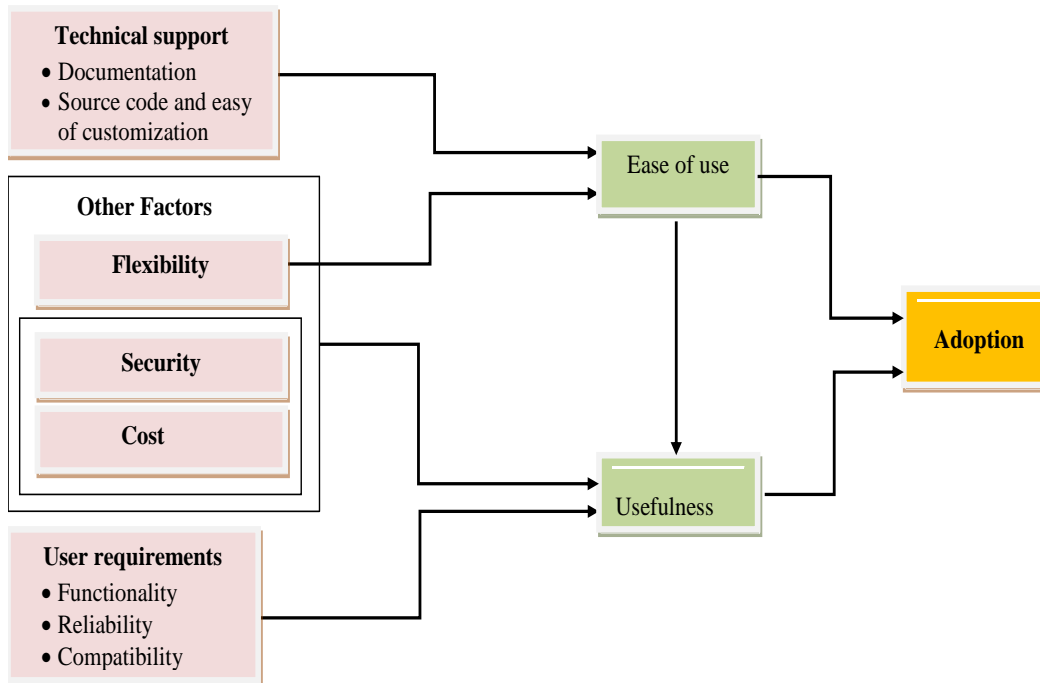 Technical support
• Documentation
• Source code and easy
of customization
Other Factors
Flexibility
Security
Cost
User requirements
• Functionality
• Reliability
• Compatibility
Ease of use
Usefulness
Adoption